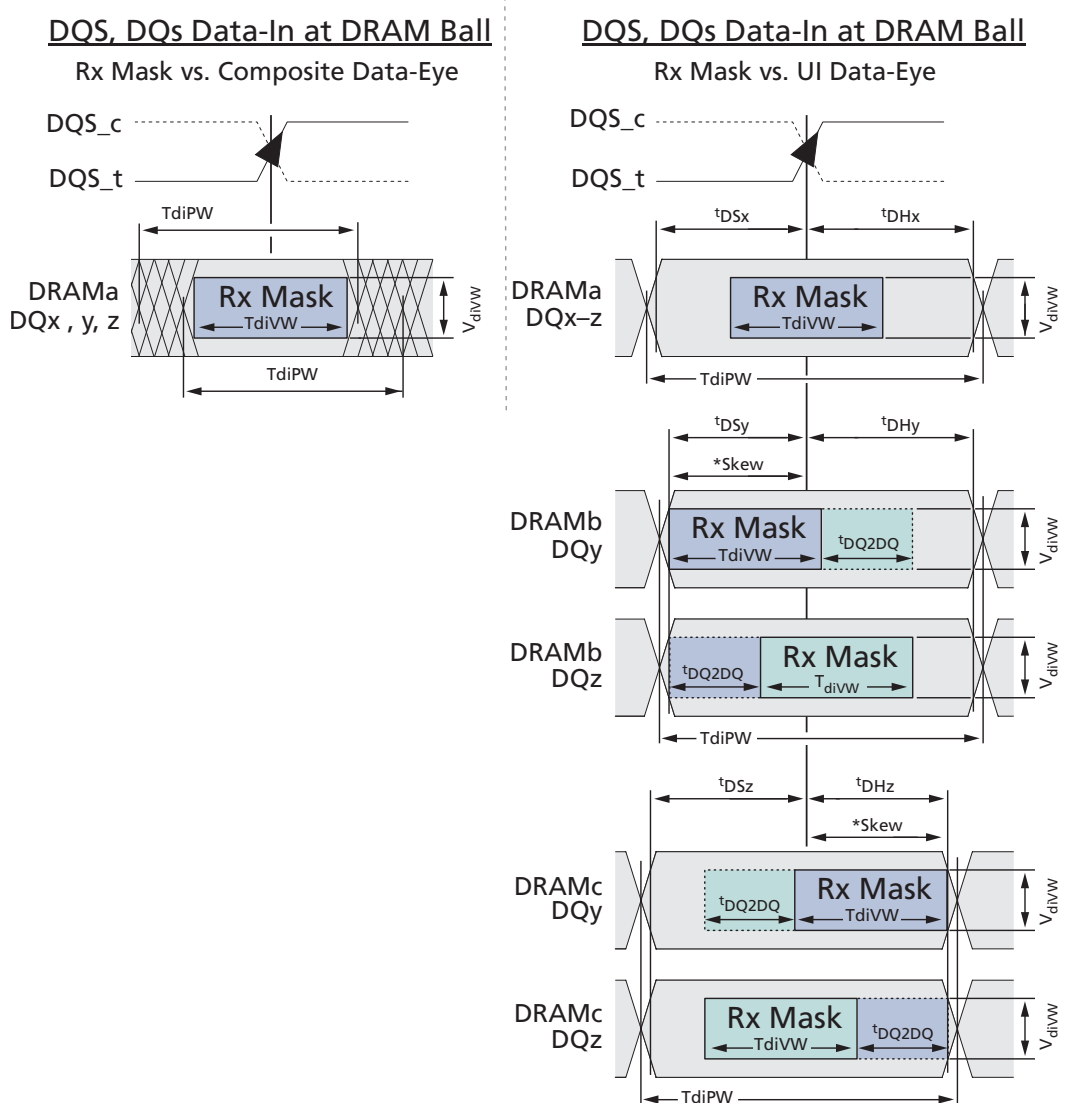 DQS, DQs Data-In at DRAM Ball
Rx Mask vs. Composite Data-Eye
DQS_c
DQS_t
TdiPW
DRAMa
DQx , y, z
Rx Mask
TdiVW
VdiVW
TdiPW
DQS, DQs Data-In at DRAM Ball
Rx Mask vs. UI Data-Eye
DQS_c
DQS_t
tDSx
tDHx
DRAMa
DQx–z
Rx Mask
TdiVW
VdiVW
TdiPW
tDSy
tDHy
*Skew
DRAMb
DQy
Rx Mask
TdiVW
tDQ2DQ
VdiVW
DRAMb
DQz
tDQ2DQ
Rx Mask
TdiVW
VdiVW
TdiPW
tDSz
tDHz
*Skew
DRAMc
DQy
tDQ2DQ
Rx Mask
TdiVW
VdiVW
DRAMc
DQz
Rx Mask
TdiVW
tDQ2DQ
VdiVW
TdiPW